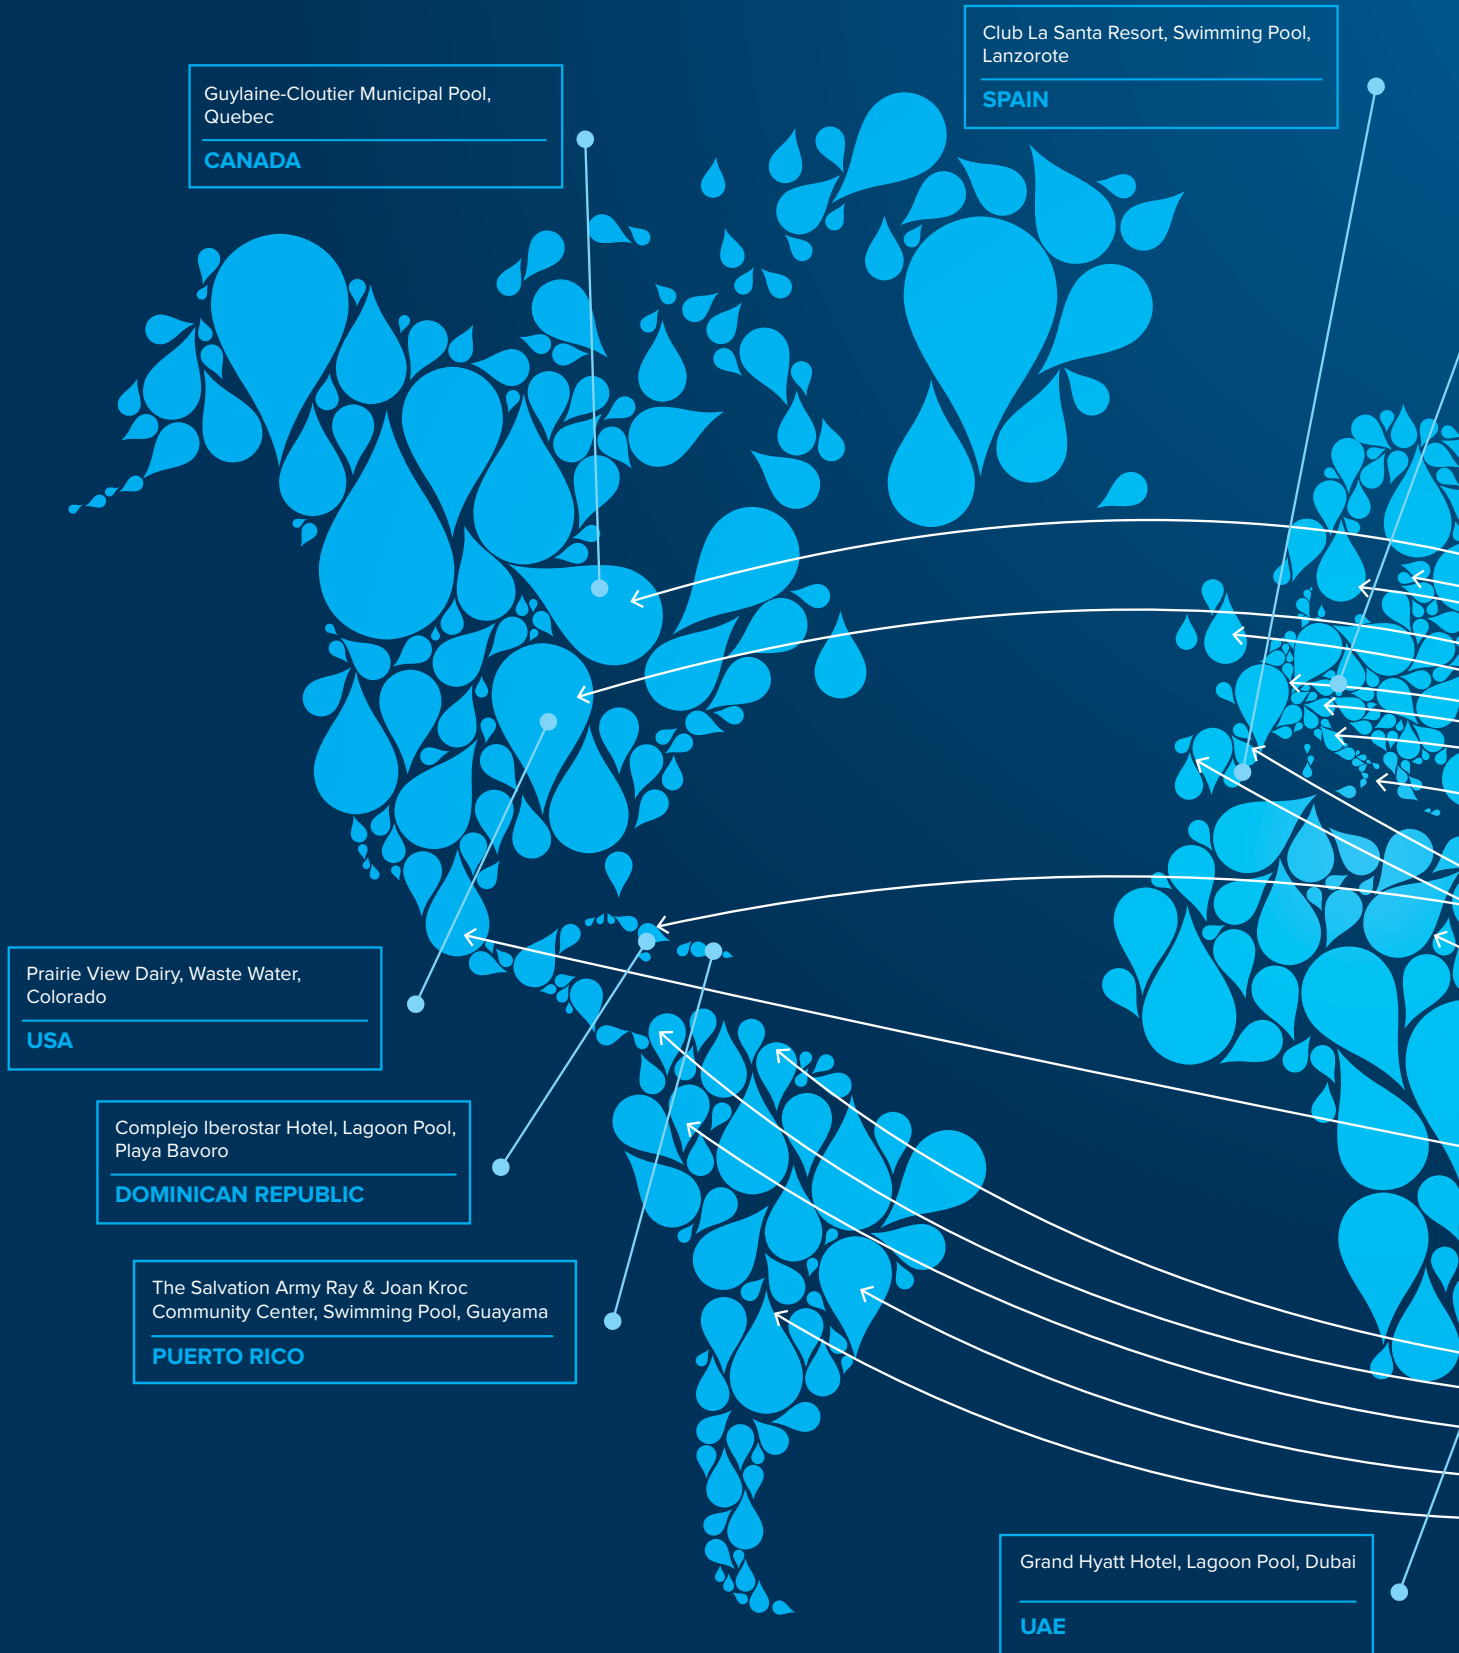 Club La Santa Resort, Swimming Pool,
Lanzorote
SPAIN
Guylaine-Cloutier Municipal Pool,
Quebec
CANADA
Prairie View Dairy, Waste Water,
Colorado
USA
Complejo Iberostar Hotel, Lagoon Pool,
Playa Bavoro
DOMINICAN REPUBLIC
The Salvation Army Ray & Joan Kroc
Community Center, Swimming Pool, Guayama
PUERTO RICO
Grand Hyatt Hotel, Lagoon Pool, Dubai
UAE